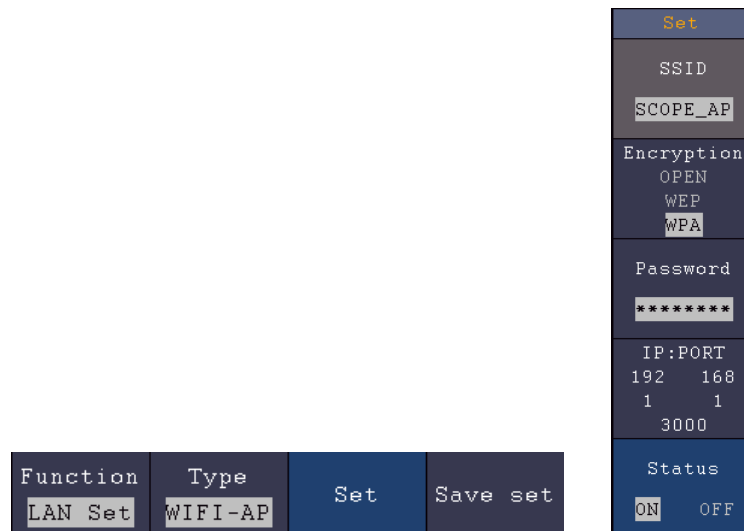 Set
SSID
SCOPE_AP
Encryption
OPEN
WEP
WPA
Password
********
IP:PORT
192 168
1 1
3000
Status
ON OFF
Function Type Set Save set
LAN Set WIFI-AP